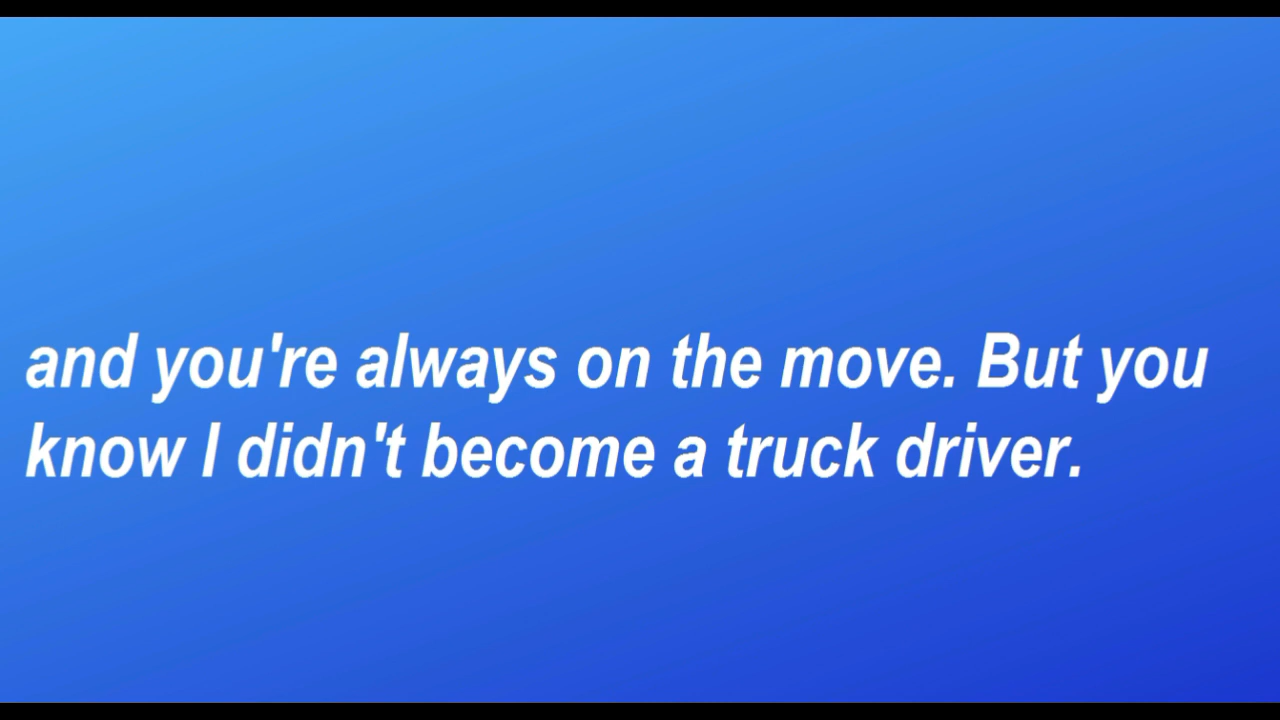 and you're always on the move. But you
know I didn't become a truck driver.